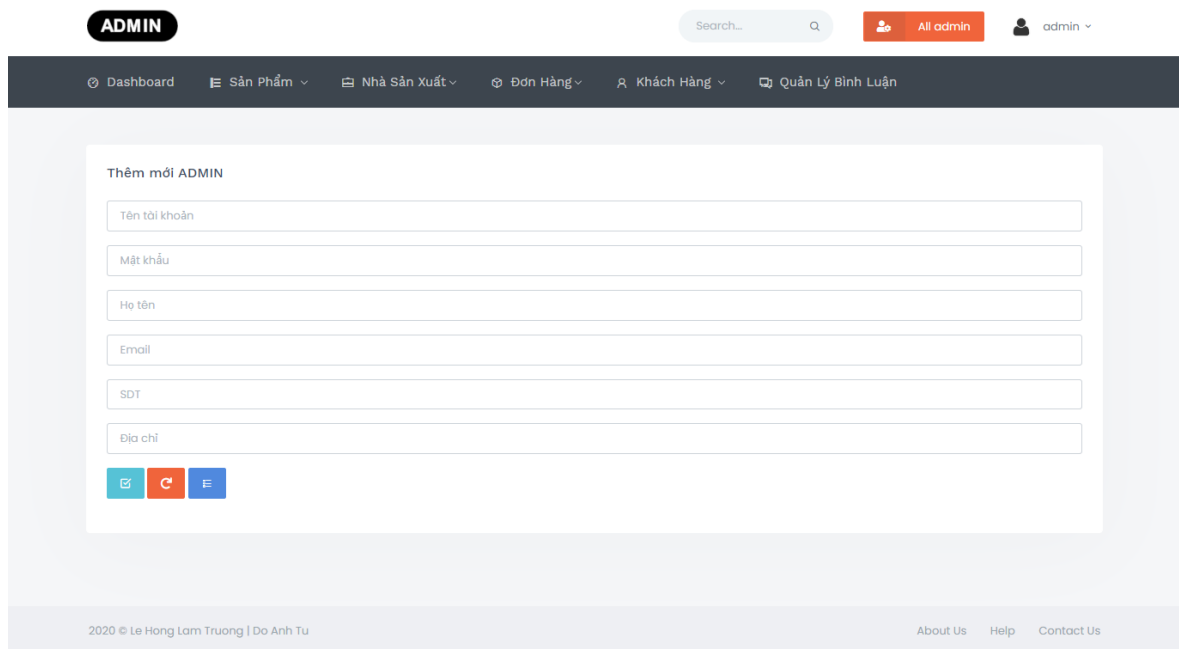 ADMIN
Search...
All admin
admin
Dashboard
Sản Phẩm
Nhà Sản Xuất
Đơn Hàng
Khách Hàng
Quản Lý Bình Luận
Thêm mới ADMIN
Tên tài khoản
Mật khẩu
Họ tên
Email
SDT
Địa chỉ
2020 © Le Hong Lam Truong | Do Anh Tu
About Us
Help
Contact Us